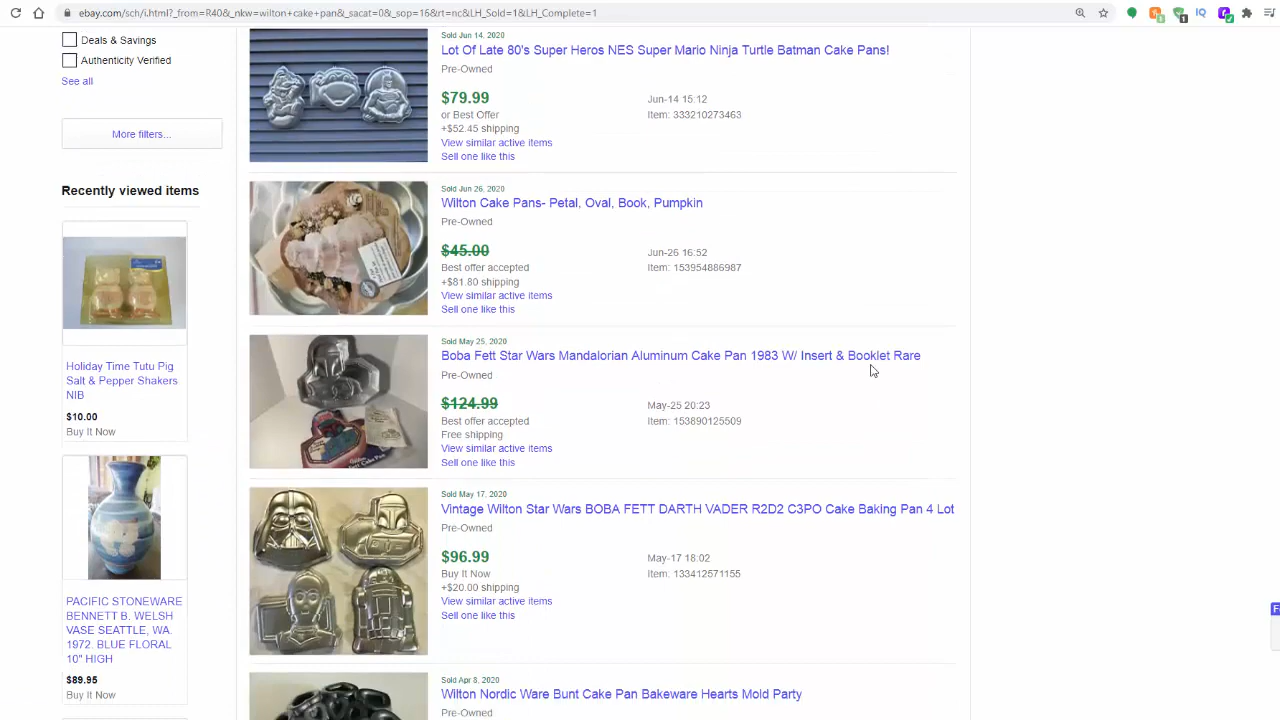 ebay.com/sch/i.html?_from=R40&_nkw=wilton+cake+pan&_sacat=0&_sop=16&rt=nc&LH_Sold=1&LH_Complete=1
Deals & Savings
Authenticity Verified
See all
More filters...
Recently viewed items
Holiday Time Tutu Pig
Salt & Pepper Shakers
NIB
$10.00
Buy It Now
PACIFIC STONEWARE
BENNETT B. WELSH
VASE SEATTLE, WA.
1972. BLUE FLORAL
10" HIGH
$89.95
Buy It Now
Sold Jun 14, 2020
Lot Of Late 80's Super Heros NES Super Mario Ninja Turtle Batman Cake Pans!
Pre-Owned
$79.99
Jun-14 15:12
or Best Offer
Item: 333210273463
+$52.45 shipping
View similar active items
Sell one like this
Sold Jun 26, 2020
Wilton Cake Pans- Petal, Oval, Book, Pumpkin
Pre-Owned
$45.00
Jun-26 16:52
Best offer accepted
Item: 153954886987
+$81.80 shipping
View similar active items
Sell one like this
Sold May 25, 2020
Boba Fett Star Wars Mandalorian Aluminum Cake Pan 1983 W/ Insert & Booklet Rare
Pre-Owned
$124.99
May-25 20:23
Best offer accepted
Item: 153890125509
Free shipping
View similar active items
Sell one like this
Sold May 17, 2020
Vintage Wilton Star Wars BOBA FETT DARTH VADER R2D2 C3PO Cake Baking Pan 4 Lot
Pre-Owned
$96.99
May-17 18:02
Buy It Now
Item: 133412571155
+$20.00 shipping
View similar active items
Sell one like this
Sold Apr 8, 2020
Wilton Nordic Ware Bunt Cake Pan Bakeware Hearts Mold Party
Pre-Owned